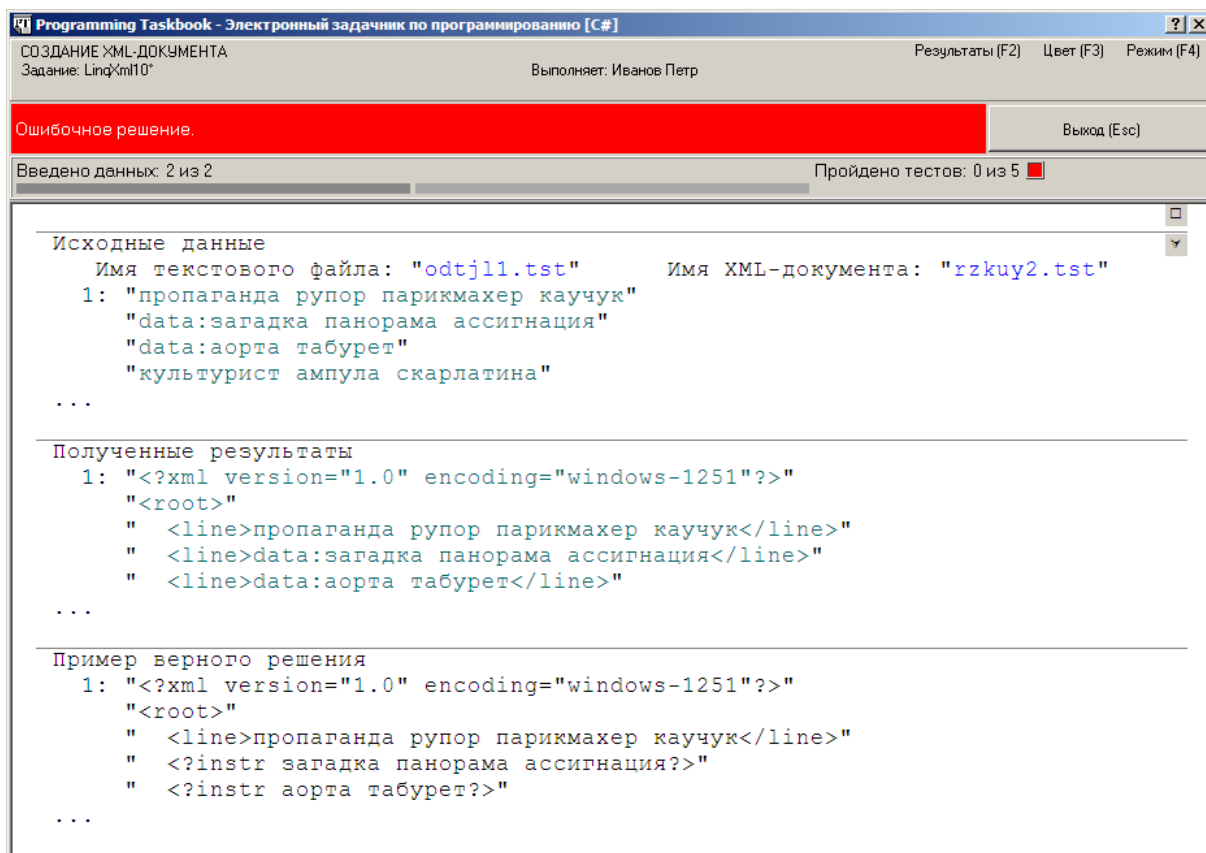 Programming Taskbook - Электронный задачник по программированию [C#]
СОЗДАНИЕ XML-ДОКУМЕНТА
Результаты (F2) Цвет (F3) Режим (F4)
Задание: LinqXml10°
Выполняет: Иванов Петр
Ошибочное решение.
Выход (Esc)
Введено данных: 2 из 2
Пройдено тестов: 0 из 5
Исходные данные
Имя текстового файла: "odtjl1.tst" Имя XML-документа: "rzkuy2.tst"
1: "пропаганда рупор парикмахер каучук"
"data:загадка панорама ассигнация"
"data:аорта табурет"
"культурист ампула скарлатина"
...
Полученные результаты
1: "<?xml version="1.0" encoding="windows-1251"?>"
"<root>"
"  <line>пропаганда рупор парикмахер каучук</line>"
"  <line>data:загадка панорама ассигнация</line>"
"  <line>data:аорта табурет</line>"
...
Пример верного решения
1: "<?xml version="1.0" encoding="windows-1251"?>"
"<root>"
"  <line>пропаганда рупор парикмахер каучук</line>"
"  <?instr загадка панорама ассигнация?>"
"  <?instr аорта табурет?>"
...